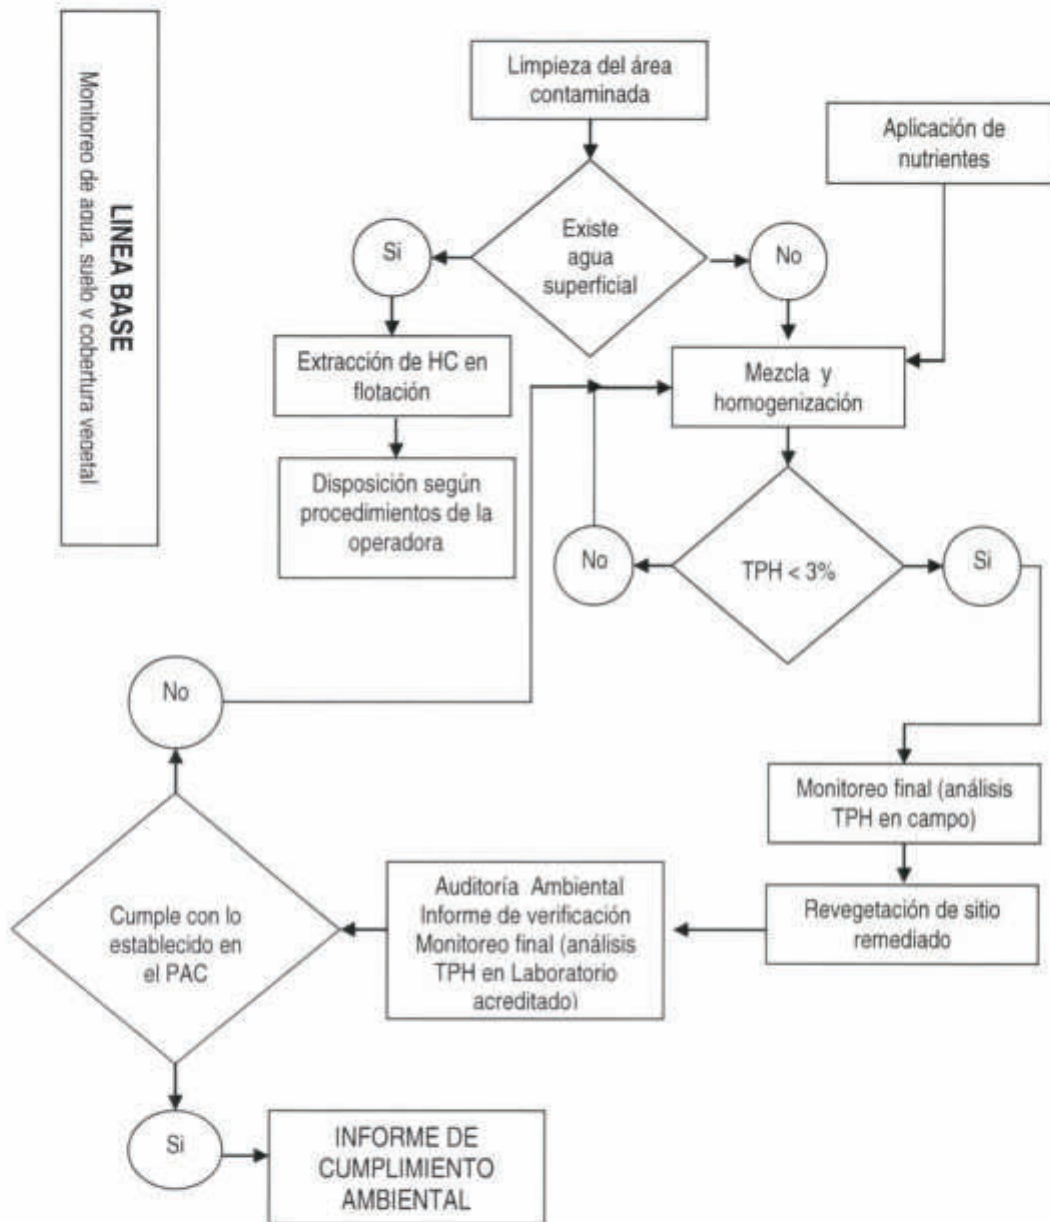 LINEA BASE
Monitoreo de agua, suelo y cobertura vegetal
Limpieza del área
contaminada
Aplicación de
nutrientes
Existe
agua
superficial
Si
No
Extracción de HC en
flotación
Mezcla y
homogenización
Disposición según
procedimientos de la
operadora
No
TPH < 3%
Si
No
Monitoreo final (análisis
TPH en campo)
Auditoría Ambiental
Informe de verificación
Monitoreo final (análisis
TPH en Laboratorio
acreditado)
Revegetación de sitio
remediado
Cumple con lo
establecido en
el PAC
Si
INFORME DE
CUMPLIMIENTO
AMBIENTAL